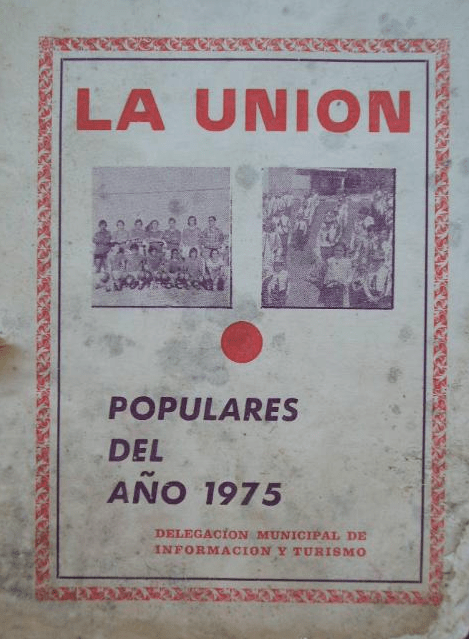 LA UNION
POPULARES
DEL
AÑO 1975
DELEGACION MUNICIPAL DE
INFORMACION Y TURISMO